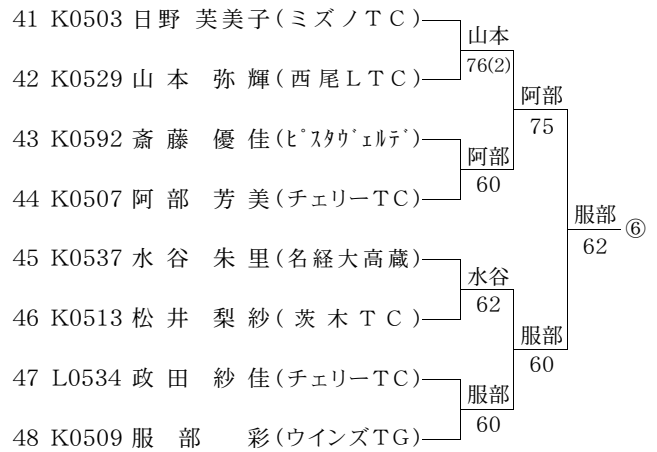 41 K0503 日野 芙美子(ミズノTC)
山本
76(2)
42 K0529 山本 弥輝(西尾LTC)
阿部
75
43 K0592 斎藤 優佳(ﾋﾟｽﾀｳﾞｪﾙﾃﾞ)
阿部
60
44 K0507 阿部 芳美(チェリーTC)
服部
62
⑥
45 K0537 水谷 朱里(名経大高蔵)
水谷
62
46 K0513 松井 梨紗(茨木TC)
服部
60
47 L0534 政田 紗佳(チェリーTC)
服部
60
48 K0509 服部 彩(ウインズTG)